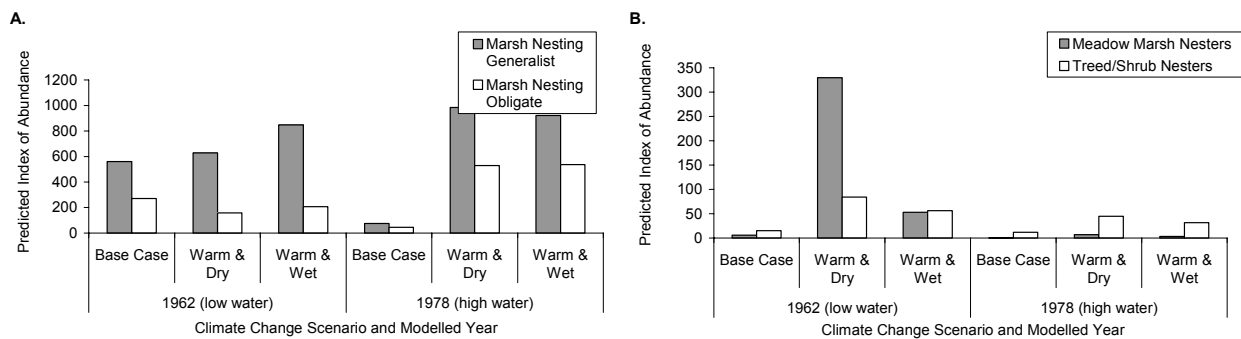 A.
Marsh Nesting
Generalist
Marsh Nesting
Obligate
Predicted Index of Abundance
1200
1000
800
600
400
200
0
Base Case Warm & Warm & Base Case Warm & Warm &
Dry Wet Dry Wet
1962 (low water) 1978 (high water)
Climate Change Scenario and Modelled Year
B.
Meadow Marsh Nesters
Treed/Shrub Nesters
Predicted Index of Abundance
350
300
250
200
150
100
50
0
Base Case Warm & Warm & Base Case Warm & Warm &
Dry Wet Dry Wet
1962 (low water) 1978 (high water)
Climate Change Scenario and Modelled Year